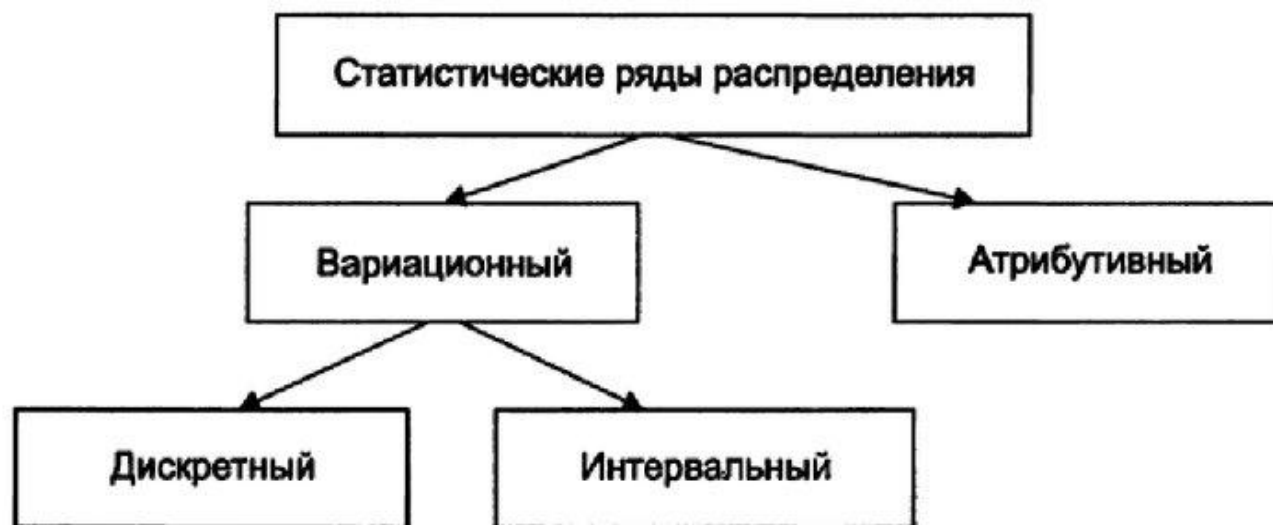 Статистические ряды распределения
Вариационный
Атрибутивный
Дискретный
Интервальный